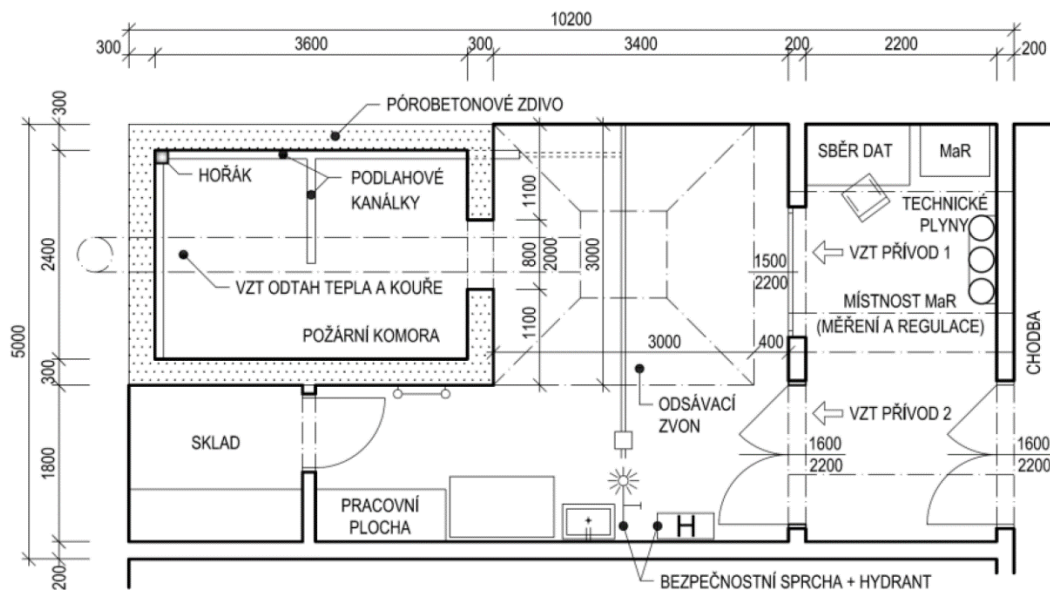 10200
300
3600
300
3400
200
2200
200
300
2400
5000
300
1800
200
PÓROBETONOVÉ ZDIVO
HOŘÁK
PODLAHOVÉ
KANÁLKY
VZT ODTAH TEPLA A KOUŘE
POŽÁRNÍ KOMORA
1100
800
1100
2000
3000
3000
400
1500
2200
SBĚR DAT
MaR
TECHNICKÉ
PLYNY
VZT PŘÍVOD 1
MÍSTNOST MaR
(MĚŘENÍ A REGULACE)
CHODBA
ODSÁVACÍ
ZVON
VZT PŘÍVOD 2
1600
2200
1600
2200
SKLAD
PRACOVNÍ
PLOCHA
H
BEZPEČNOSTNÍ SPRCHA + HYDRANT